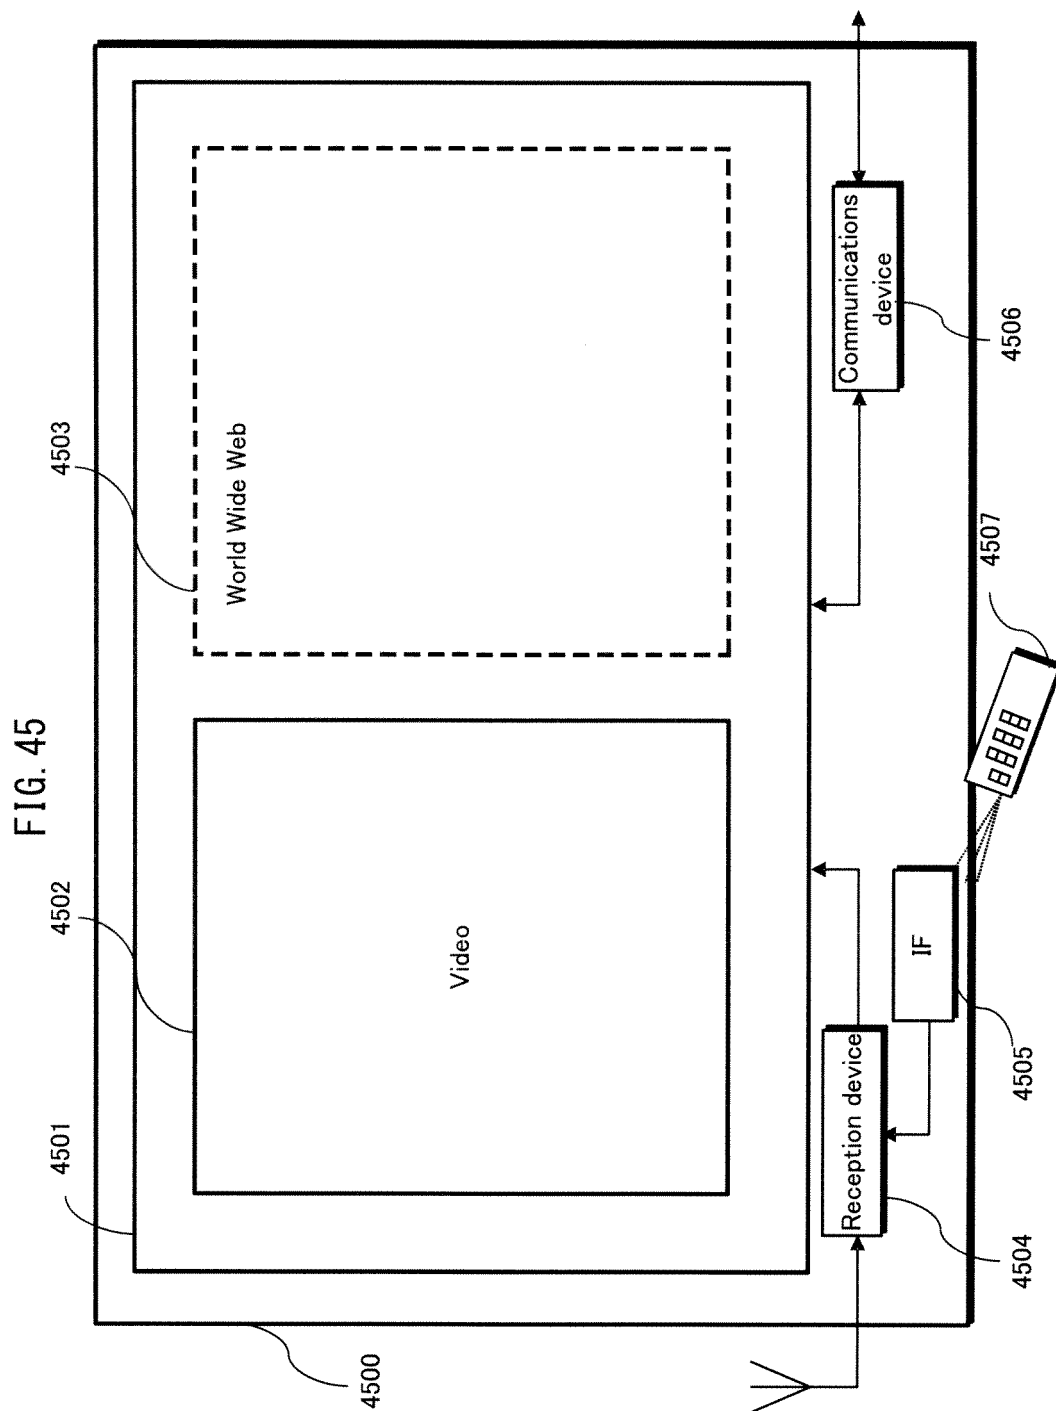 FIG. 45
4501
4502
4503
4500
Video
World Wide Web
Reception device
IF
Communications
device
4504
4505
4507
4506